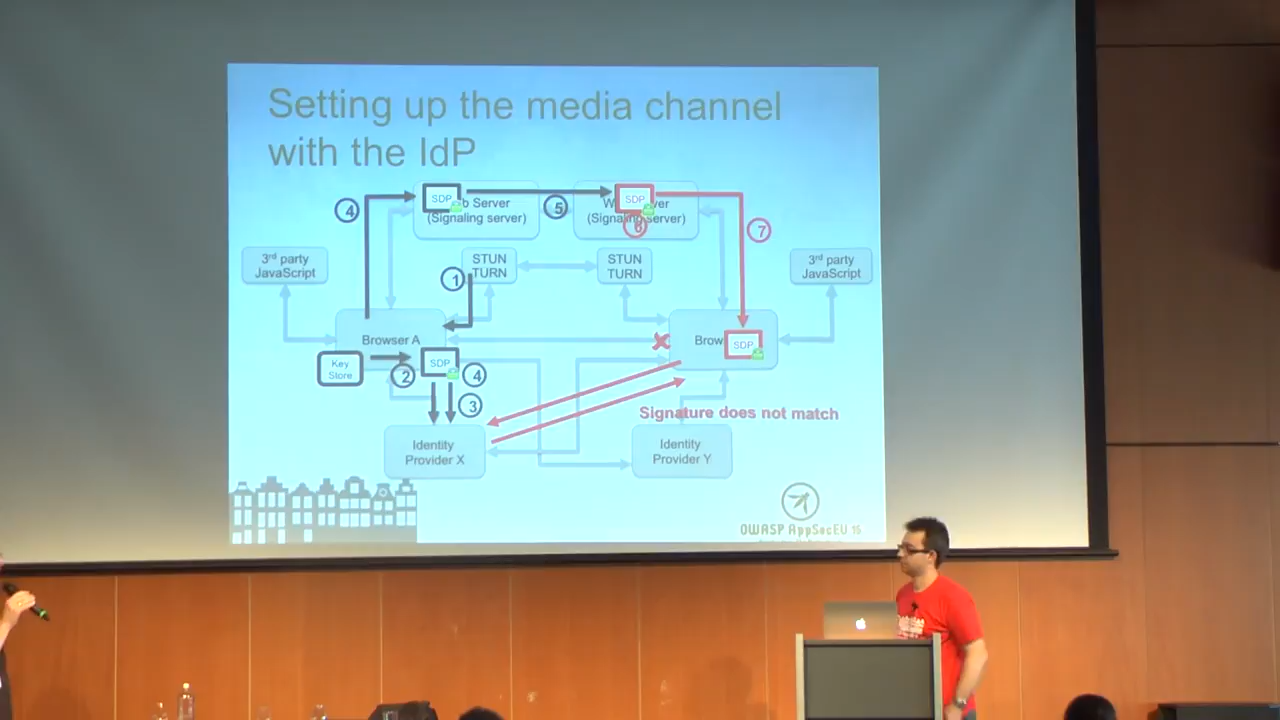 Setting up the media channel
with the IdP
4
SDP
b Server
(Signaling server)
5
SDP
W
ver
(Signaling server)
6
7
3rd party
JavaScript
1
STUN
TURN
STUN
TURN
3rd party
JavaScript
Browser A
Brow
SDP
Key
Store
2
SDP
4
3
Signature does not match
Identity
Provider X
Identity
Provider Y
OWASP AppSecEU 15